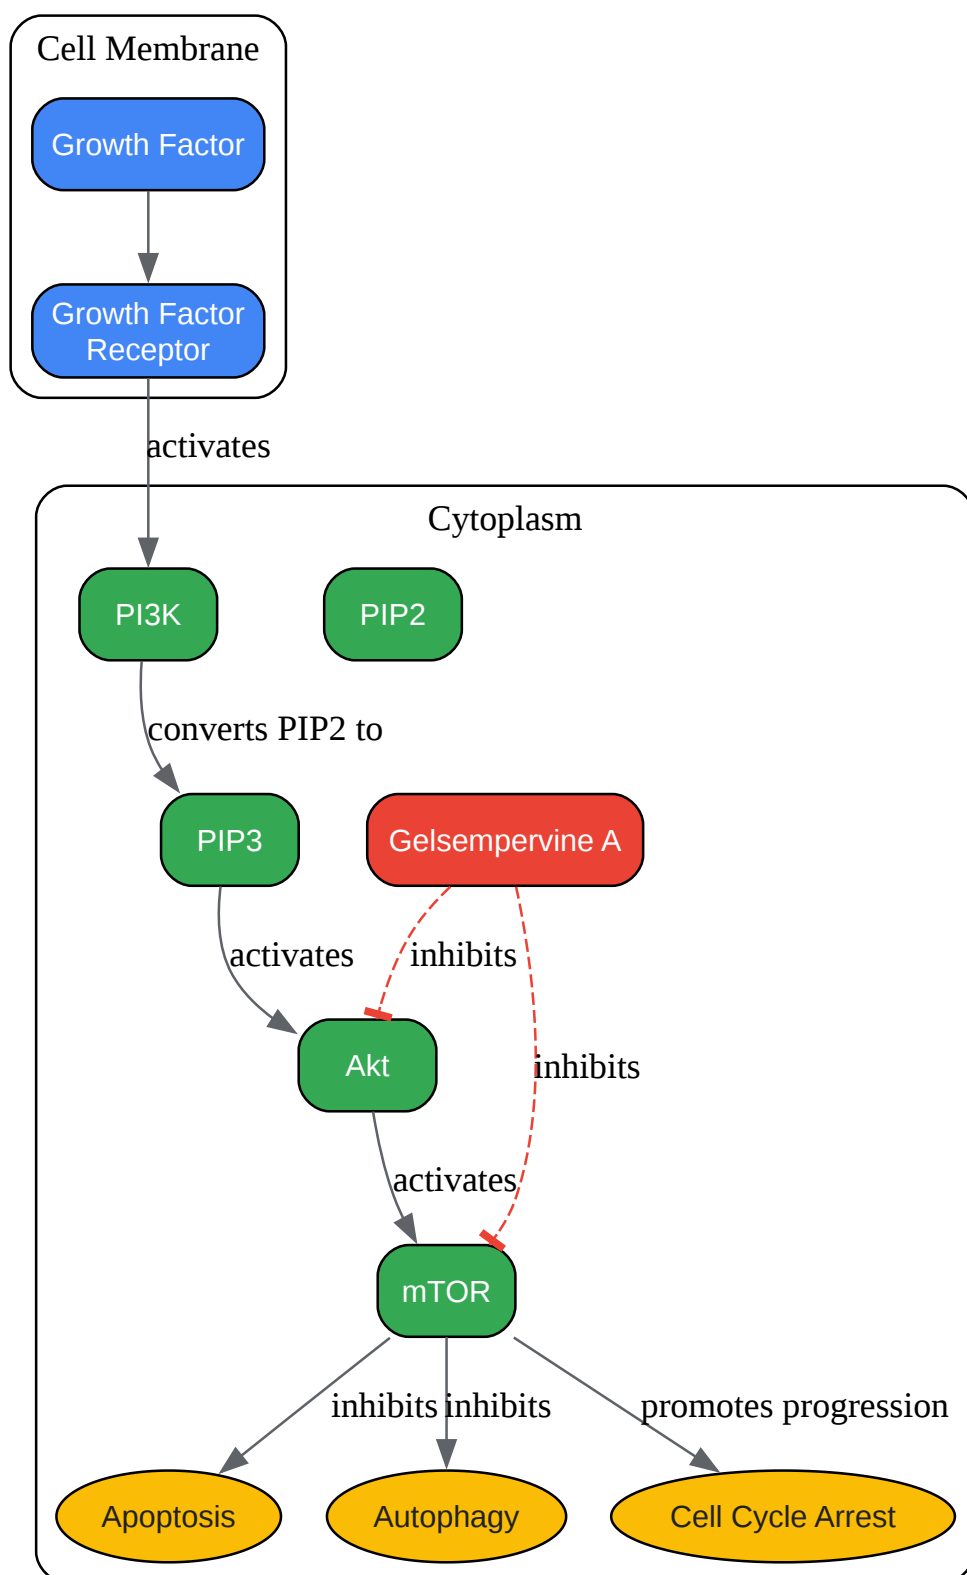 Cell Membrane
Growth Factor
Growth Factor
Receptor
activates
Cytoplasm
PI3K
PIP2
converts PIP2 to
PIP3
Gelsempervine A
activates
inhibits
Akt
inhibits
activates
mTOR
inhibits
inhibits
promotes progression
Apoptosis
Autophagy
Cell Cycle Arrest